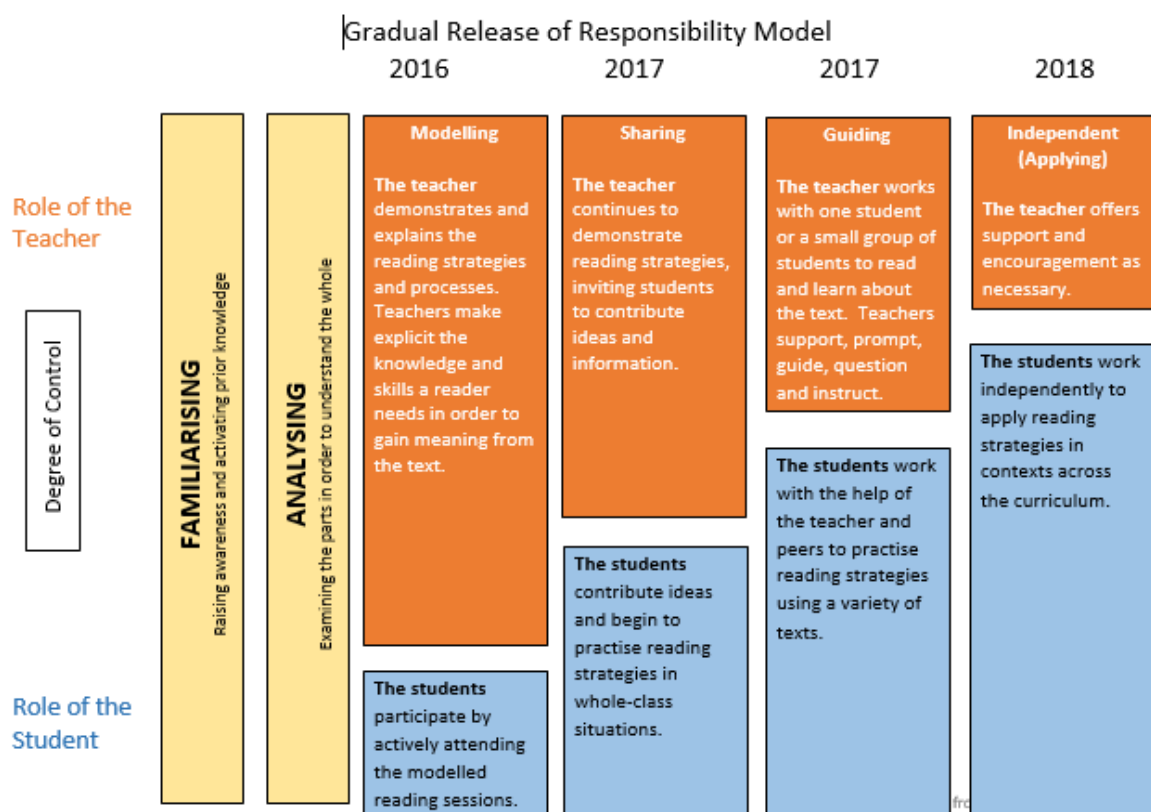 Gradual Release of Responsibility Model
2016
2017
2017
2018
Role of the
Teacher
Degree of Control
Role of the
Student
FAMILIARISING
Raising awareness and activating prior knowledge
ANALYSING
Examining the parts in order to understand the whole
Modelling
The teacher
demonstrates and
explains the
reading strategies
and processes.
Teachers make
explicit the
knowledge and
skills a reader
needs in order to
gain meaning from
the text.
The students
participate by
actively attending
the modelled
reading sessions.
Sharing
The teacher
continues to
demonstrate
reading strategies,
inviting students
to contribute
ideas and
information.
The students
contribute ideas
and begin to
practise reading
strategies in
whole-class
situations.
Guiding
The teacher works
with one student
or a small group of
students to read
and learn about
the text. Teachers
support, prompt,
guide, question
and instruct.
The students work
with the help of
the teacher and
peers to practise
reading strategies
using a variety of
texts.
Independent
(Applying)
The teacher offers
support and
encouragement as
necessary.
The students work
independently to
apply reading
strategies in
contexts across
the curriculum.